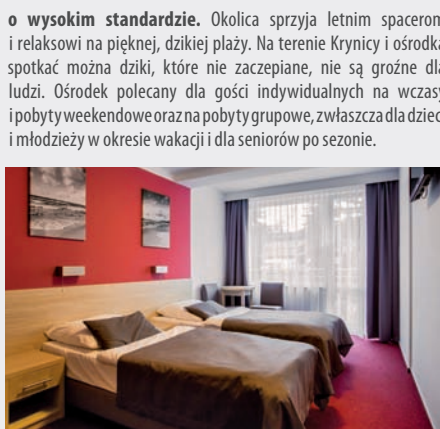 o wysokim standardzie. Okolica sprzyja letnim spacerom
i relaksowi na pięknej, dzikiej plaży. Na terenie Krynicy i ośrodka
spotkać można dziki, które nie zaczepiane, nie są groźne dla
ludzi. Ośrodek polecany dla gości indywidualnych na wczasy
i pobyty weekendowe oraz na pobyty grupowe, zwłaszcza dla dzieci
i młodzieży w okresie wakacji i dla seniorów po sezonie.